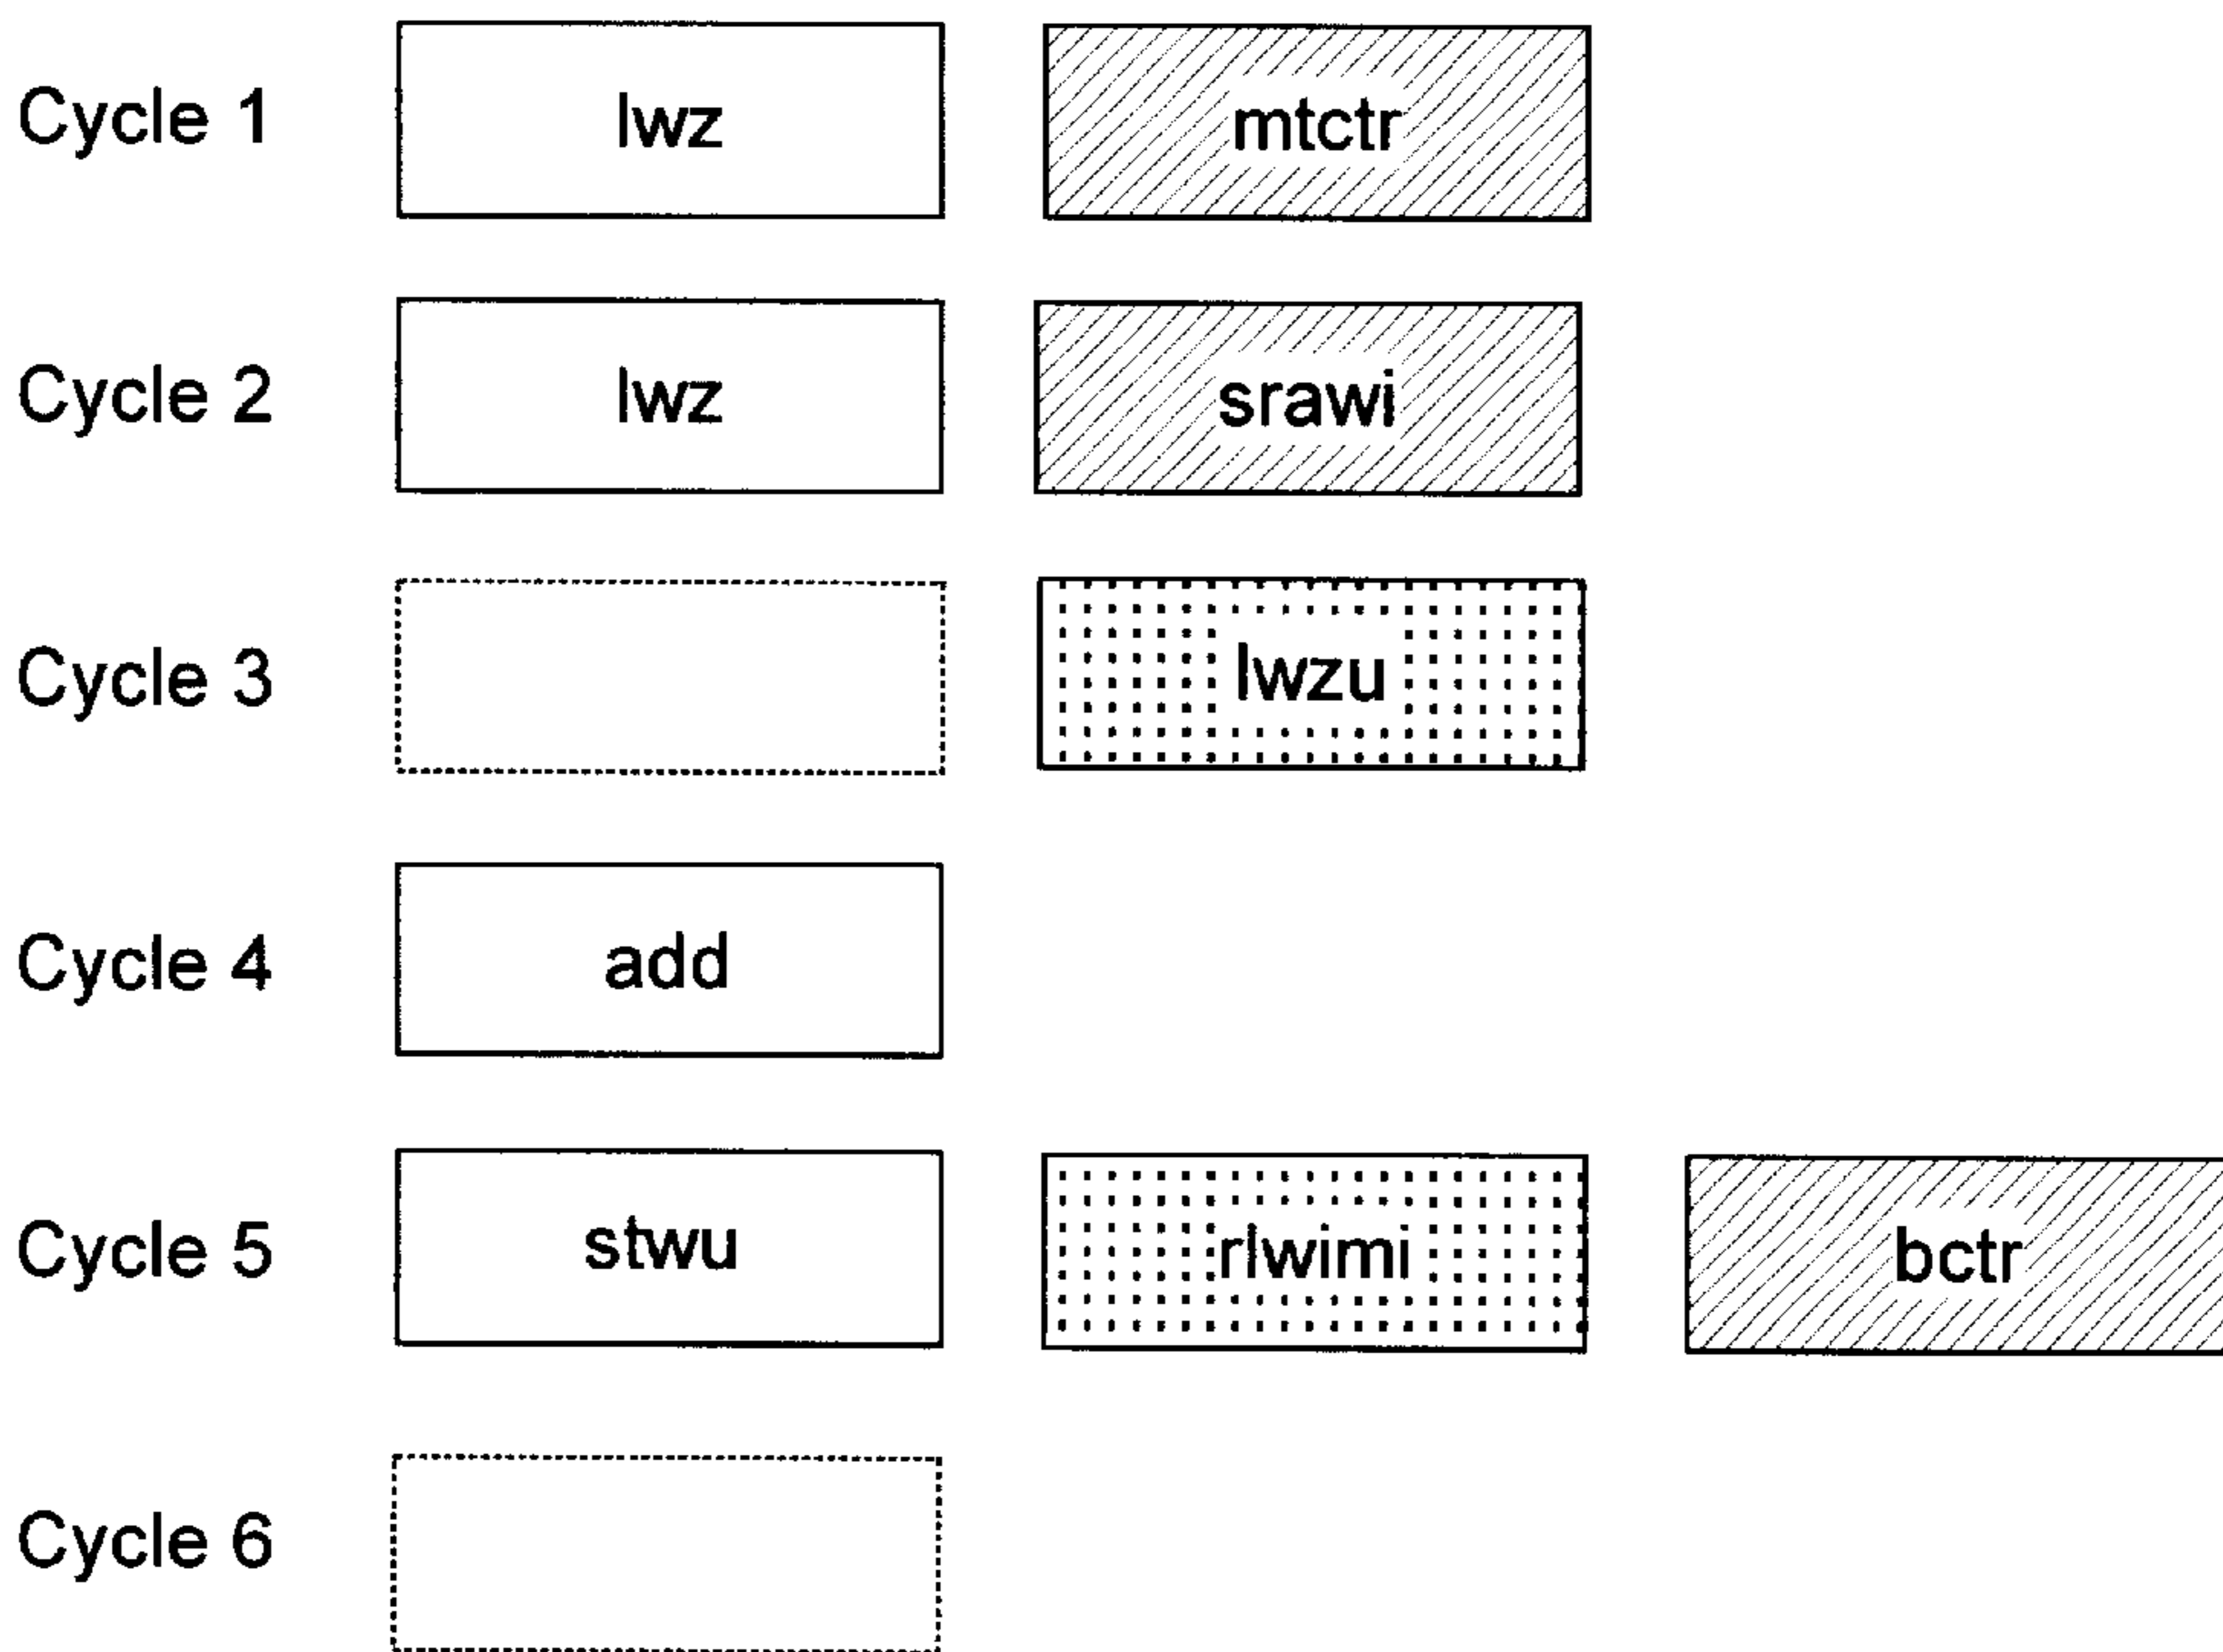 Cycle 1 lwz mtctr
Cycle 2 lwz srawi
Cycle 3 lwzu
Cycle 4 add
Cycle 5 stwu rlwimi bctr
Cycle 6